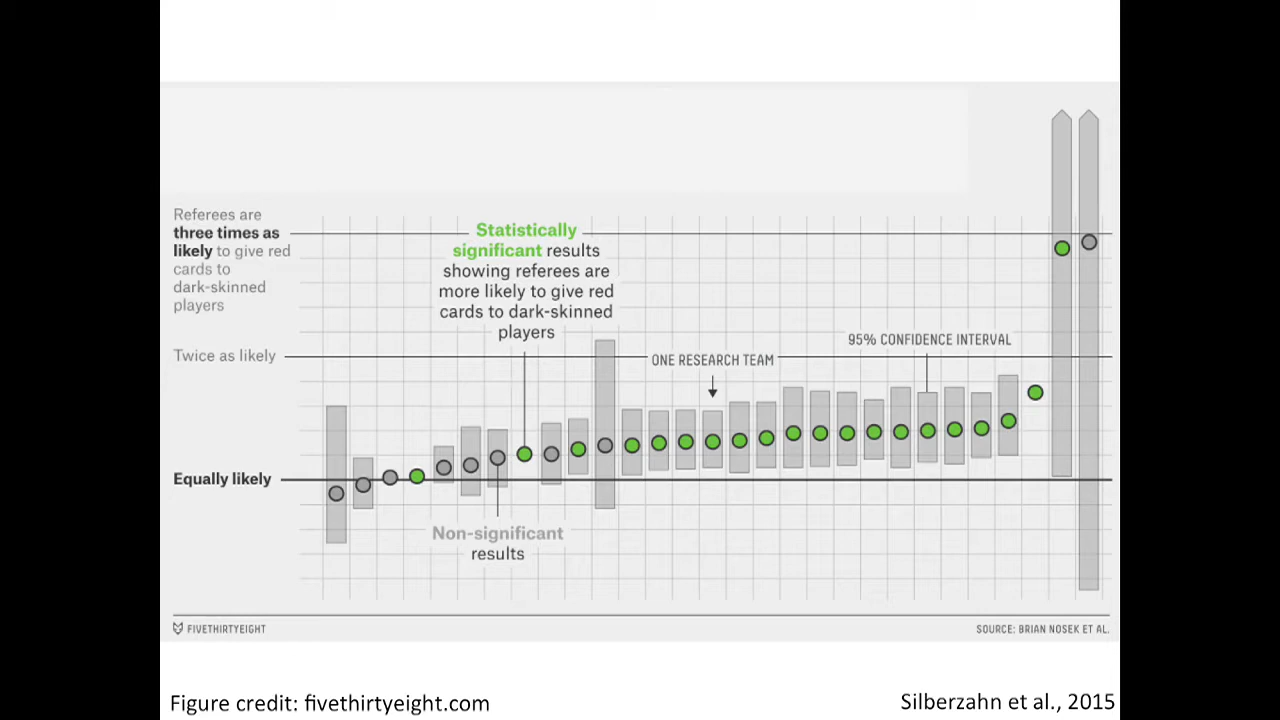 Referees are
three times as
likely to give red
cards to
dark-skinned
players
Statistically
significant results
showing referees are
more likely to give red
cards to dark-skinned
players
Twice as likely
ONE RESEARCH TEAM
95% CONFIDENCE INTERVAL
Equally likely
Non-significant
results
FIVETHIRTYEIGHT
SOURCE: BRIAN NOSEK ET AL.
Figure credit: fivethirtyeight.com
Silberzahn et al., 2015